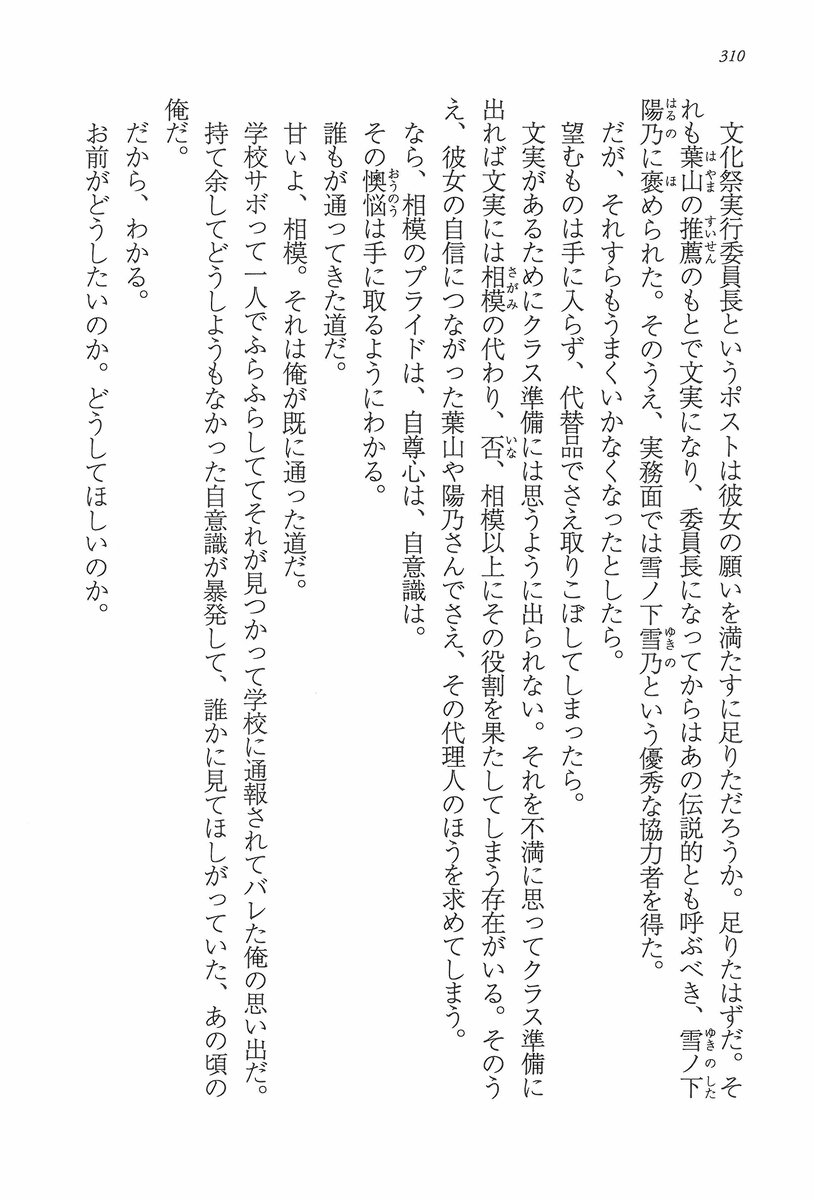 310
文化祭実行委員長というポストは彼女の願いを満たすに足りただろうか。足りたはずだ。そ
れも葉山の推薦のもとで文実になり、委員長になってからはあの伝説的とも呼ぶべき、雪ノ下
陽乃に褒められた。そのうえ、実務面では雪ノ下雪乃という優秀な協力者を得た。
だが、それすらもうまくいかなくなったとしたら。
望むものは手に入らず、代替品でさえ取りこぼしてしまったら。
文実があるためにクラス準備には思うように出られない。それを不満に思ってクラス準備に
出れば文実には相模の代わり、否、相模以上にその役割を果たしてしまう存在がいる。そのう
え、彼女の自信につながった葉山や陽乃さんでさえ、その代理人のほうを求めてしまう。
なら、相模のプライドは、自尊心は、自意識は。
その懊悩は手に取るようにわかる。
誰もが通ってきた道だ。
甘いよ、相模。それは俺が既に通った道だ。
学校サボって一人でふらふらしててそれが見つかって学校に通報されてバレた俺の思い出だ。
持て余してどうしようもなかった自意識が暴発して、誰かに見てほしがっていた、あの頃の
俺だ。
だから、わかる。
お前がどうしたいのか。どうしてほしいのか。